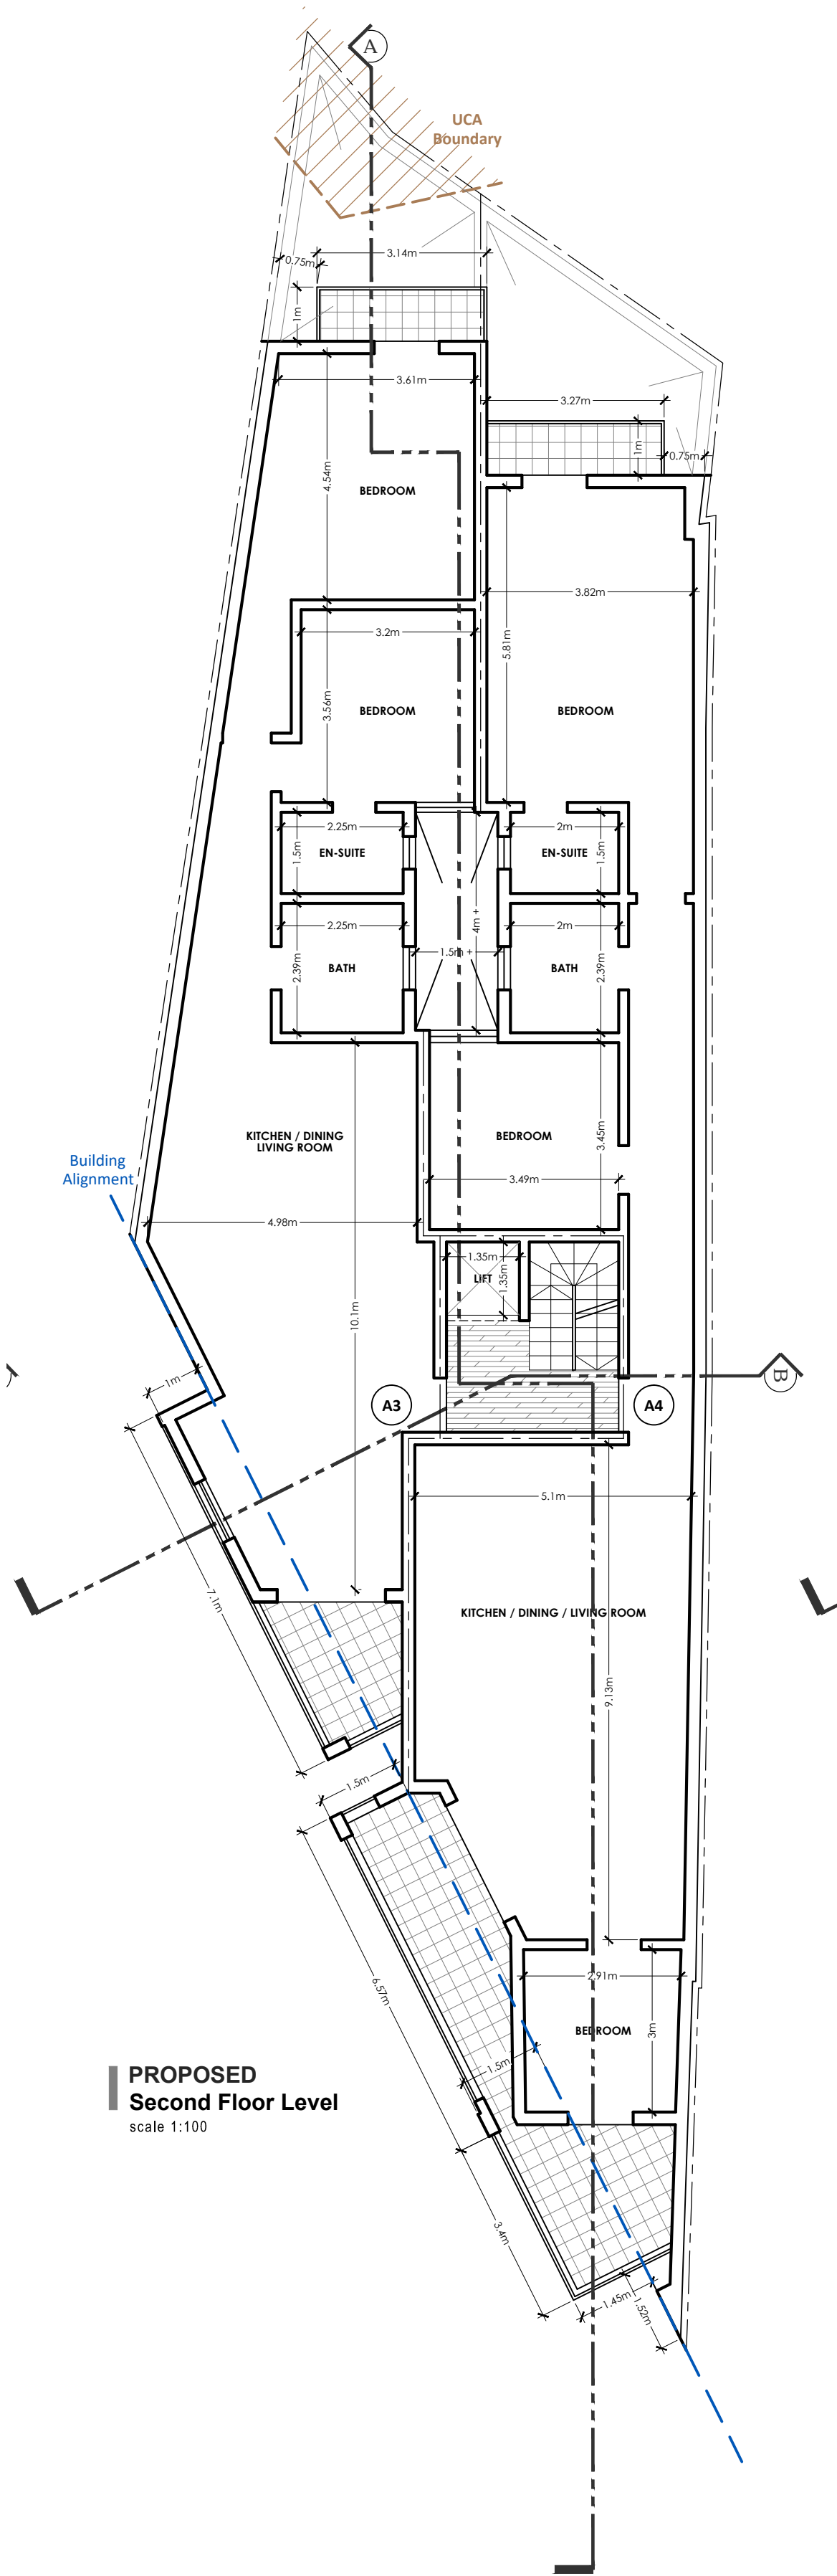 A
UCA
Boundary
3.14m
0.75m
1m
3.61m
3.27m
1m
0.75m
4.54m
BEDROOM
3.82m
3.2m
5.81m
3.56m
BEDROOM
BEDROOM
2.25m
2m
1.5m
EN-SUITE
EN-SUITE
1.5m
4m +
2.25m
2m
1.5m +
2.39m
BATH
BATH
2.39m
KITCHEN / DINING
LIVING ROOM
BEDROOM
3.45m
Building
Alignment
3.49m
4.98m
1.35m
LIFT
1.35m
10.1m
1m
A3
A4
B
5.1m
7.1m
KITCHEN / DINING / LIVING ROOM
9.13m
1.5m
6.57m
2.91m
BEDROOM
3m
1.5m
PROPOSED
Second Floor Level
scale 1:100
3.4m
1.45m
1.52m